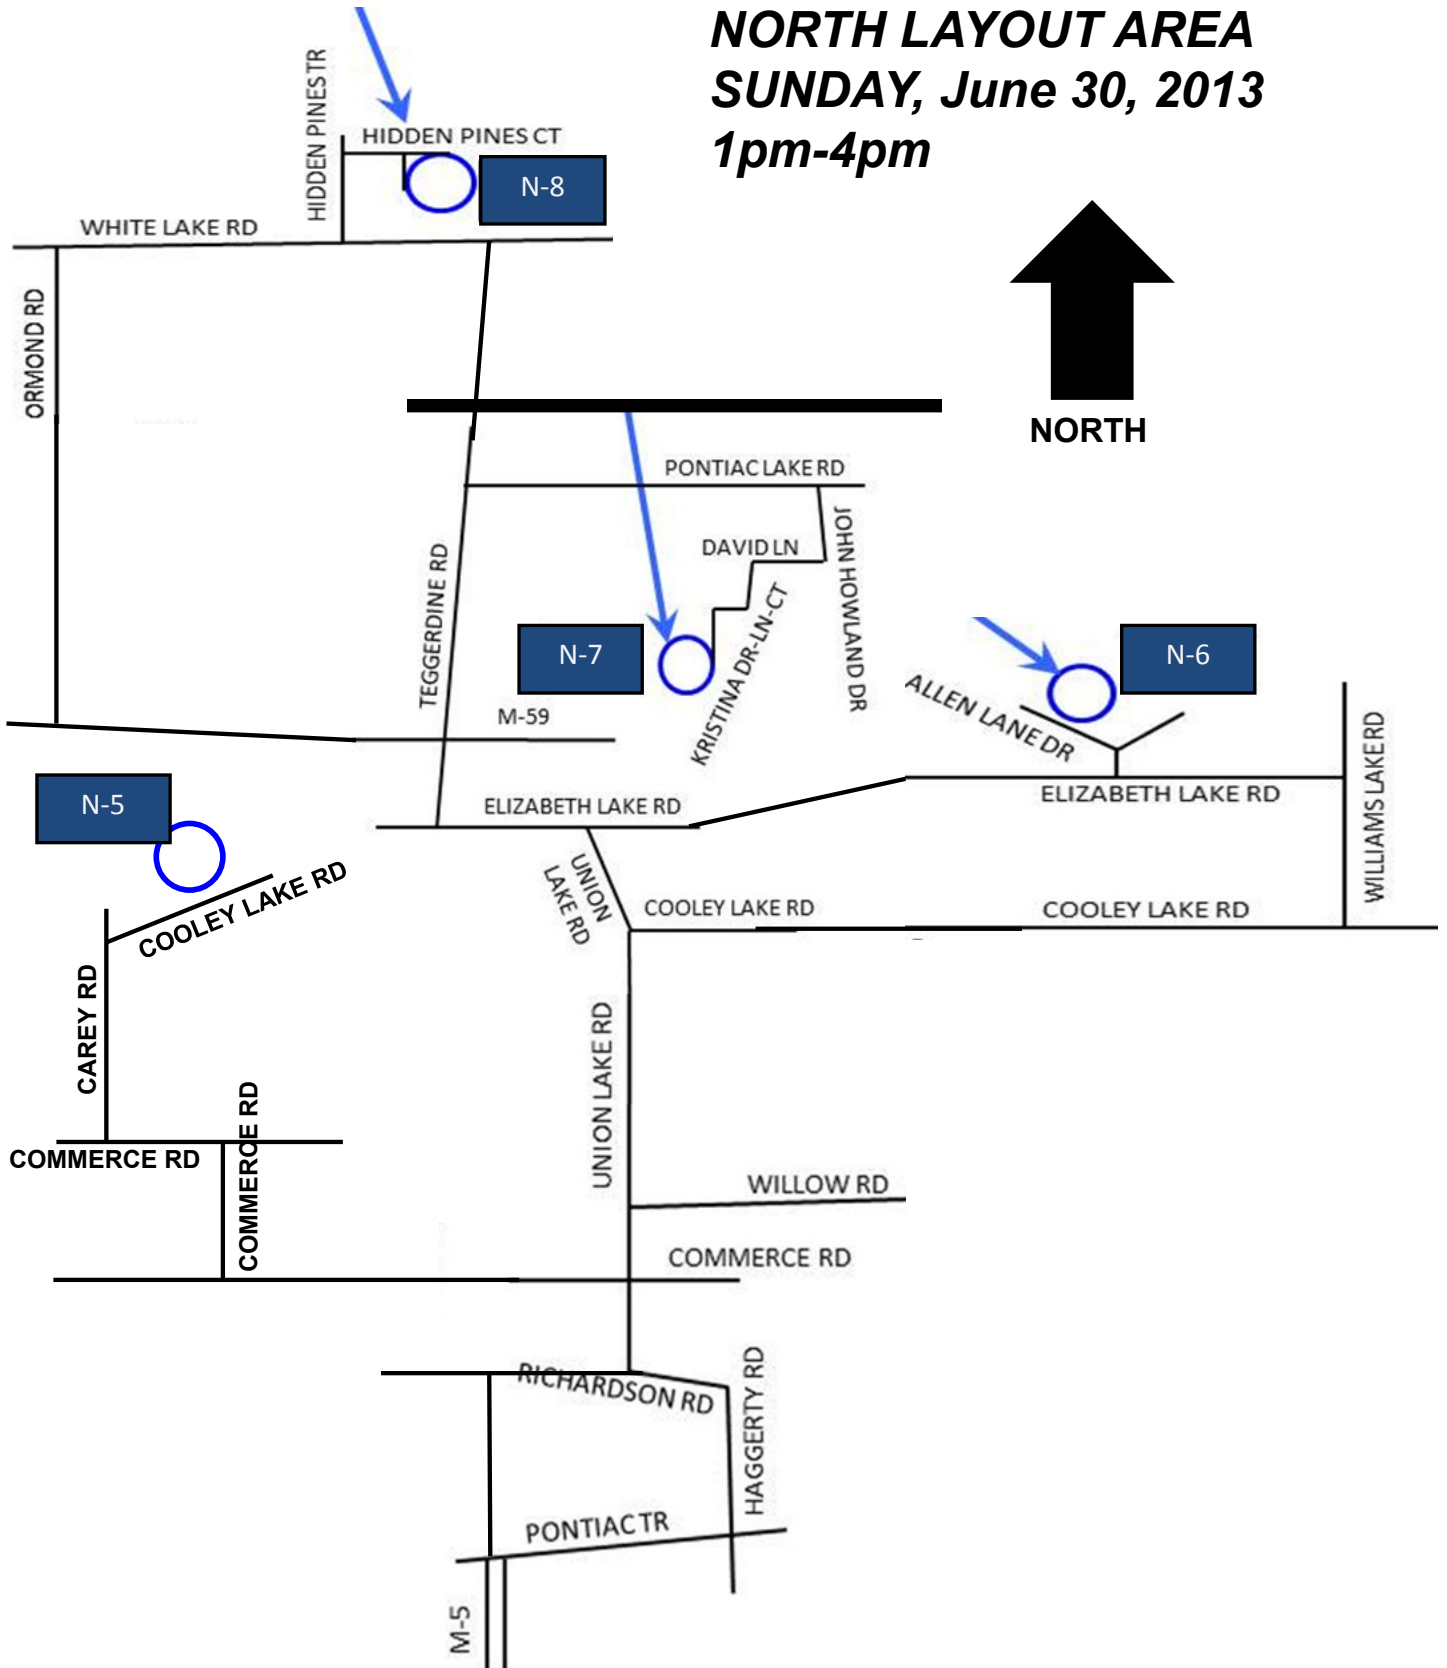 NORTH LAYOUT AREA
SUNDAY, June 30, 2013
1pm-4pm
HIDDEN PINES TR
HIDDEN PINES CT
N-8
WHITE LAKE RD
ORMOND RD
NORTH
PONTIAC LAKE RD
DAVID LN
JOHN HOWLAND DR
TEGGERDINE RD
KRISTINA DR-LN-CT
N-7
N-6
ALLEN LANE DR
M-59
WILLIAMS LAKE RD
N-5
ELIZABETH LAKE RD
ELIZABETH LAKE RD
UNION
LAKE RD
COOLEY LAKE RD
COOLEY LAKE RD
COOLEY LAKE RD
CAREY RD
UNION LAKE RD
COMMERCE RD
COMMERCE RD
WILLOW RD
COMMERCE RD
RICHARDSON RD
HAGGERTY RD
PONTIAC TR
M-5